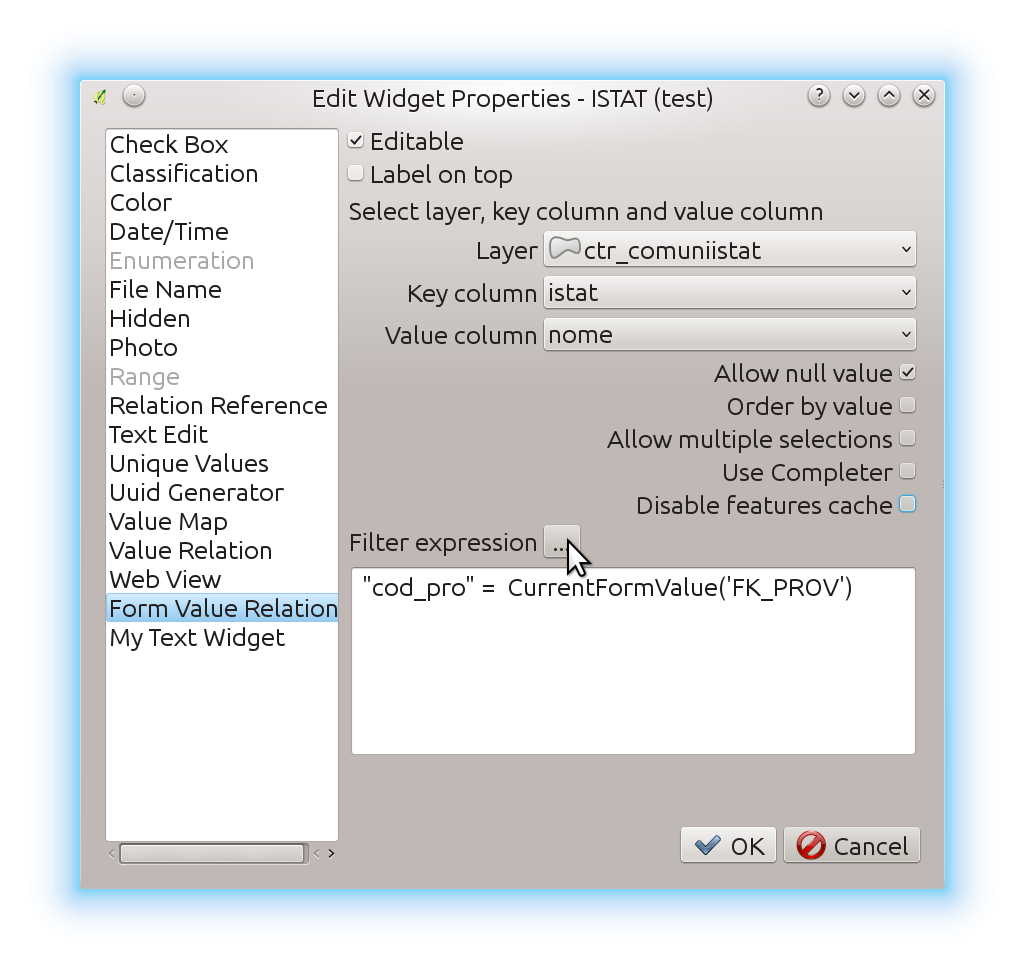 Edit Widget Properties - ISTAT (test)
?
Check Box
Classification
Color
Date/Time
Enumeration
File Name
Hidden
Photo
Range
Relation Reference
Text Edit
Unique Values
Uuid Generator
Value Map
Value Relation
Web View
Form Value Relation
My Text Widget
Editable
Label on top
Select layer, key column and value column
Layer ctr_comuniistat
Key column istat
Value column nome
Allow null value
Order by value
Allow multiple selections
Use Completer
Disable features cache
Filter expression ...
"cod_pro" = CurrentFormValue('FK_PROV')
OK Cancel